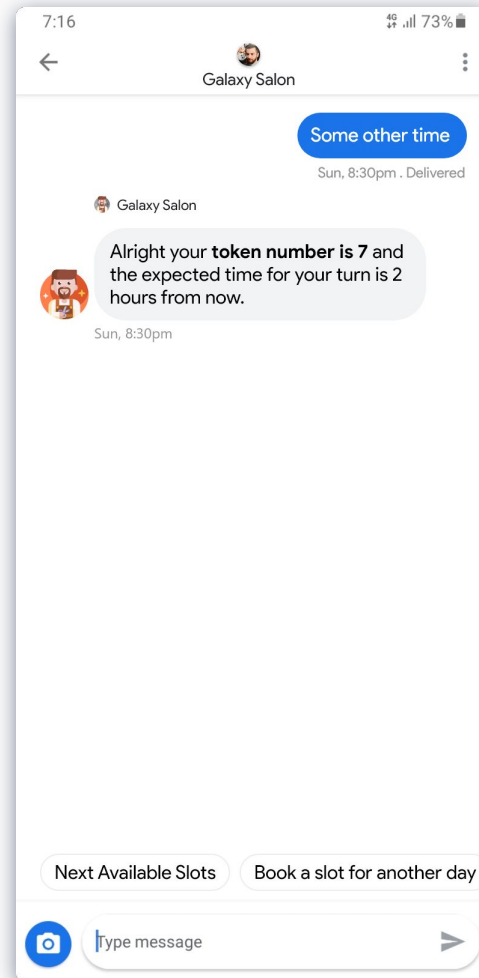 7:16 4G 73%
Galaxy Salon
Some other time
Sun, 8:30pm . Delivered
Galaxy Salon
Alright your token number is 7 and
the expected time for your turn is 2
hours from now.
Sun, 8:30pm
Next Available Slots Book a slot for another day
Type message